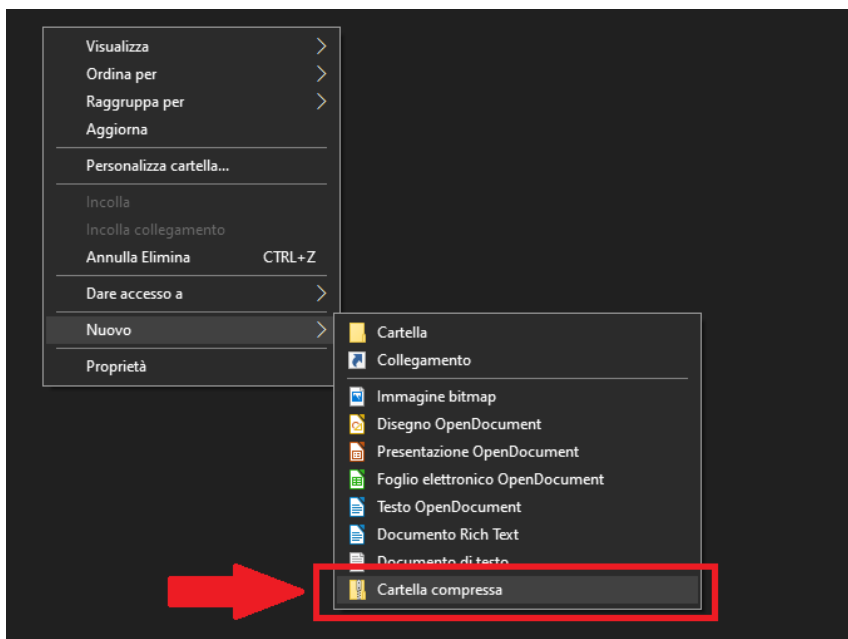 Visualizza
Ordina per
Raggruppa per
Aggiorna
Personalizza cartella...
Incolla
Incolla collegamento
Annulla Elimina CTRL+Z
Dare accesso a
Nuovo
Proprietà
Cartella
Collegamento
Immagine bitmap
Disegno OpenDocument
Presentazione OpenDocument
Foglio elettronico OpenDocument
Testo OpenDocument
Documento Rich Text
Documento di testo
Cartella compressa